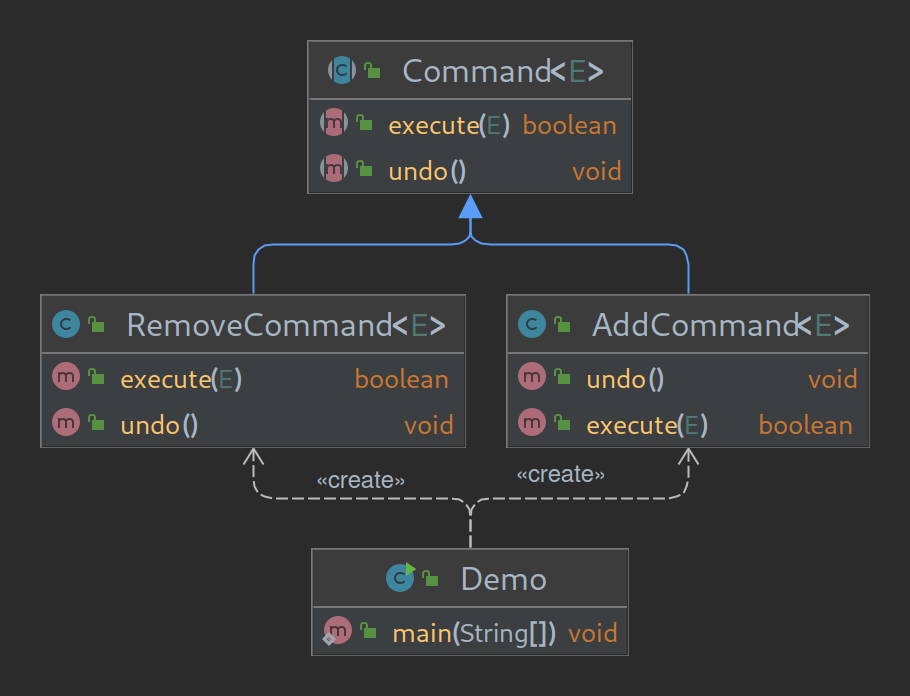 Command<E>
execute(E) boolean
undo() void
RemoveCommand<E>
execute(E) boolean
undo() void
AddCommand<E>
undo() void
execute(E) boolean
«create»
«create»
Demo
main(String[]) void